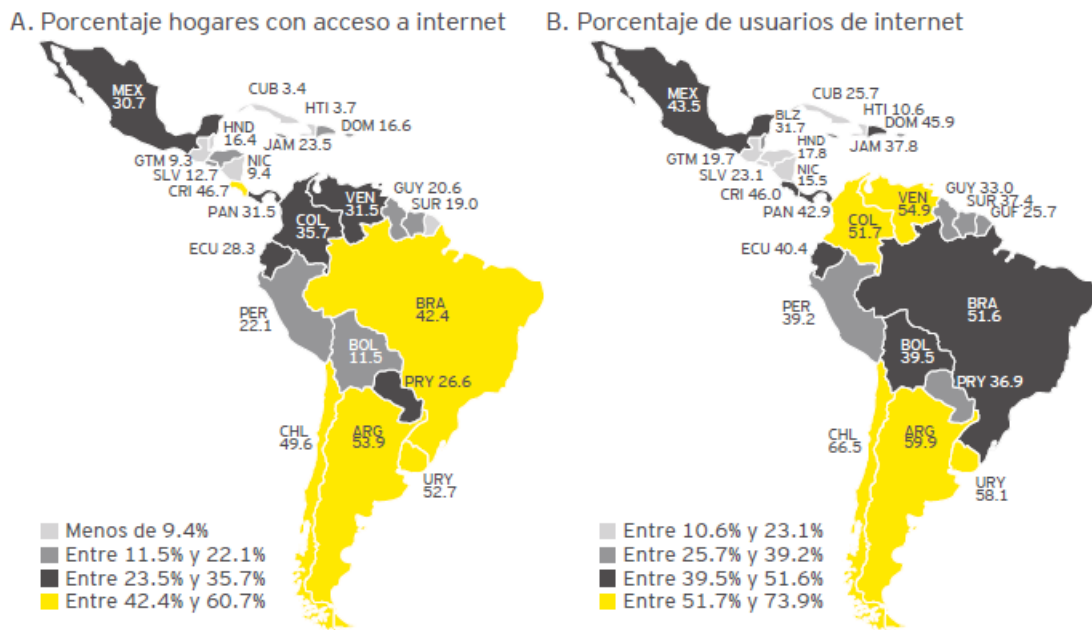 A. Porcentaje hogares con acceso a internet
MEX
30.7
CUB 3.4
HTI 3.7
DOM 16.6
HND
16.4
JAM 23.5
GTM 9.3
NIC
9.4
SLV 12.7
CRI 46.7
PAN 31.5
VEN
31.5
GUY 20.6
SUR 19.0
COL
35.7
ECU 28.3
BRA
42.4
PER
22.1
BOL
11.5
PRY 26.6
CHL
49.6
ARG
53.9
URY
52.7
Menos de 9.4%
Entre 11.5% y 22.1%
Entre 23.5% y 35.7%
Entre 42.4% y 60.7%
B. Porcentaje de usuarios de internet
MEX
43.5
CUB 25.7
HTI 10.6
DOM 45.9
BLZ
31.7
HND
17.8
JAM 37.8
GTM 19.7
SLV 23.1
NIC
15.5
CRI 46.0
PAN 42.9
VEN
54.9
GUY 33.0
SUR 37.4
GUF 25.7
COL
51.7
ECU 40.4
BRA
51.6
PER
39.2
BOL
39.5
PRY 36.9
CHL
66.5
ARG
59.9
URY
58.1
Entre 10.6% y 23.1%
Entre 25.7% y 39.2%
Entre 39.5% y 51.6%
Entre 51.7% y 73.9%